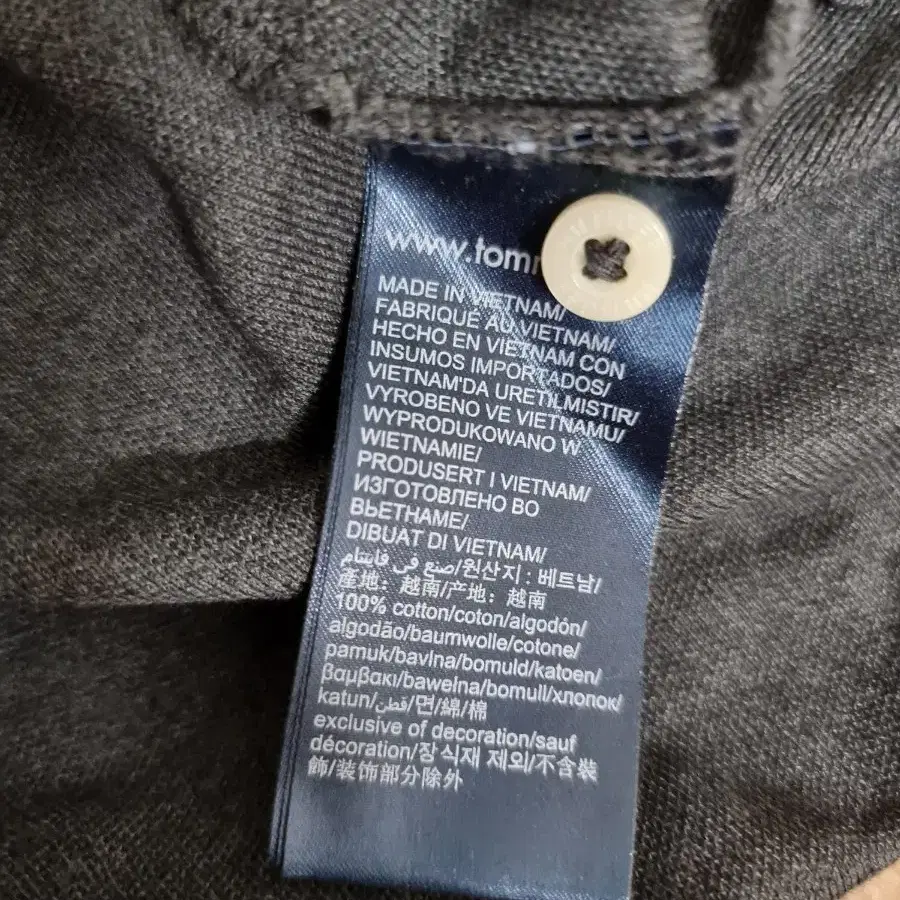 www.tomm
MADE IN VIETNAM/
FABRIQUÉ AU VIETNAM/
HECHO EN VIETNAM CON
INSUMOS IMPORTADOS/
VIETNAM'DA URETILMISTIR/
VYROBENO VE VIETNAMU/
WYPRODUKOWANO W
WIETNAMIE/
PRODUSERT I VIETNAM/
ИЗГОТОВЛЕНО ВО
ВЬЕТНАМЕ/
DIBUAT DI VIETNAM/
صنع فى فايتنام/원산지 : 베트남/
產地：越南/产地：越南
100% cotton/coton/algodón/
algodão/baumwolle/cotone/
pamuk/bavlna/bomuld/katoen/
βαμβακι/bawełna/bomull/хлопок/
katun/قطن/면/綿/棉
exclusive of decoration/sauf
décoration/장식재 제외/不含裝
飾/装饰部分除外